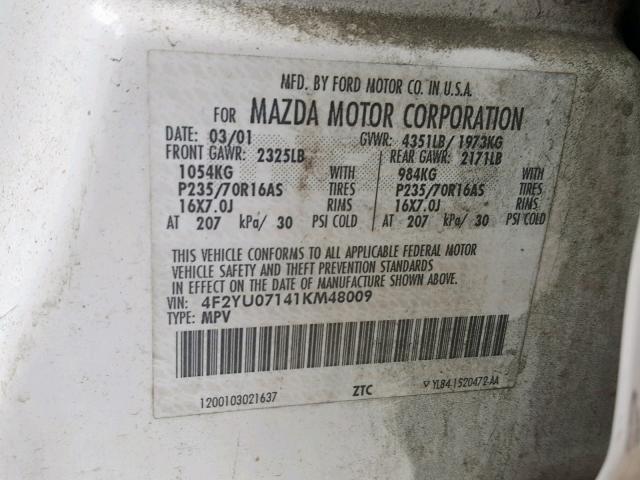 MFD. BY FORD MOTOR CO. IN U.S.A.
FOR MAZDA MOTOR CORPORATION
DATE: 03/01 GVWR: 4351LB/1973KG
FRONT GAWR: 2325LB REAR GAWR: 2171LB
1054KG WITH 984KG WITH
P235/70R16AS TIRES P235/70R16AS TIRES
16X7.0J RIMS 16X7.0J RIMS
AT 207 kPa/ 30 PSI COLD AT 207 kPa/ 30 PSI COLD
THIS VEHICLE CONFORMS TO ALL APPLICABLE FEDERAL MOTOR
VEHICLE SAFETY AND THEFT PREVENTION STANDARDS
IN EFFECT ON THE DATE OF MANUFACTURE SHOWN ABOVE.
VIN: 4F2YU07141KM48009
TYPE: MPV
1200103021637 ZTC YL84-1520472-AA